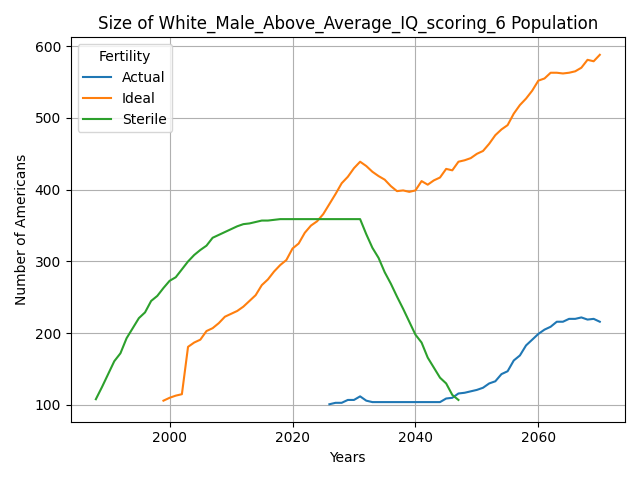 Size of White_Male_Above_Average_IQ_scoring_6 Population
Number of Americans
600
500
400
300
200
100
Fertility
Actual
Ideal
Sterile
2000
2020
2040
2060
Years